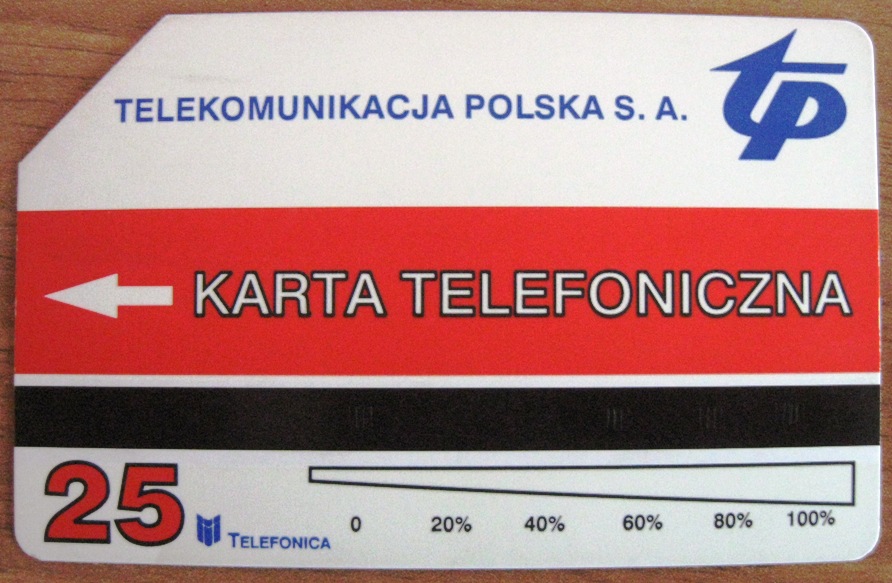 TELEKOMUNIKACJA POLSKA S. A.
tp
KARTA TELEFONICZNA
25
TELEFONICA
0 20% 40% 60% 80% 100%